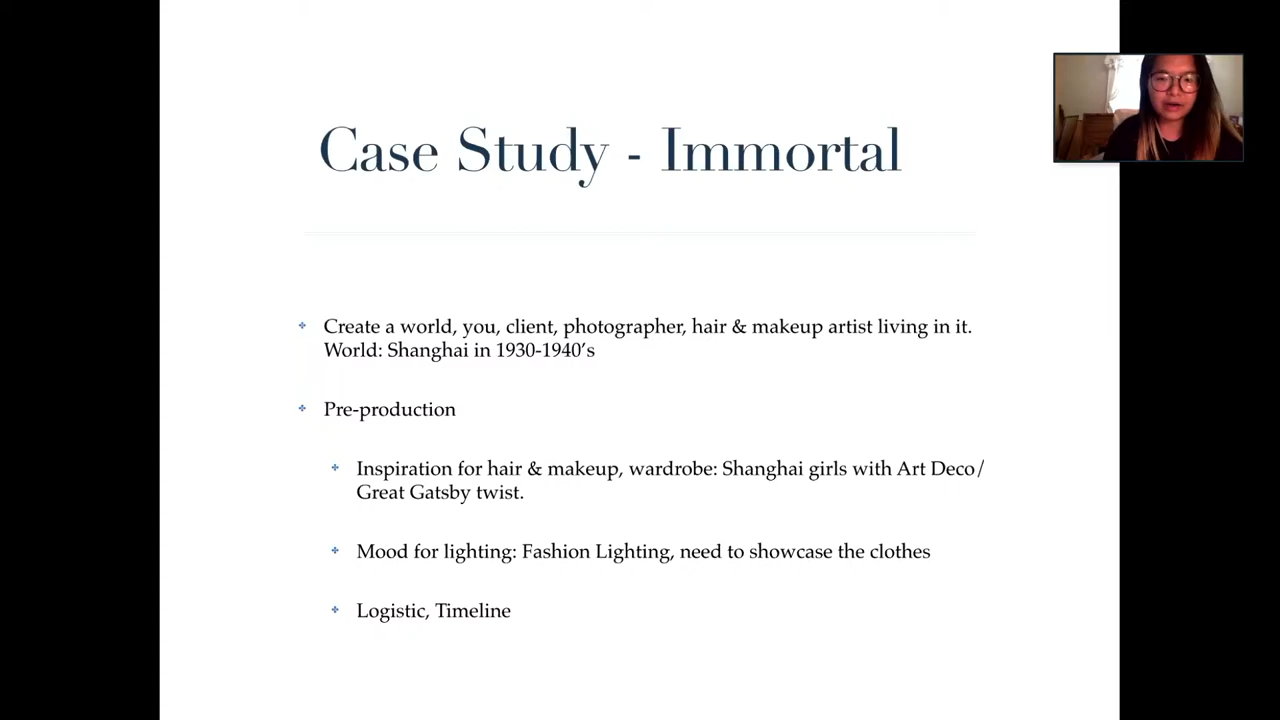 Case Study - Immortal
Create a world, you, client, photographer, hair & makeup artist living in it.
World: Shanghai in 1930-1940’s
Pre-production
Inspiration for hair & makeup, wardrobe: Shanghai girls with Art Deco/
Great Gatsby twist.
Mood for lighting: Fashion Lighting, need to showcase the clothes
Logistic, Timeline